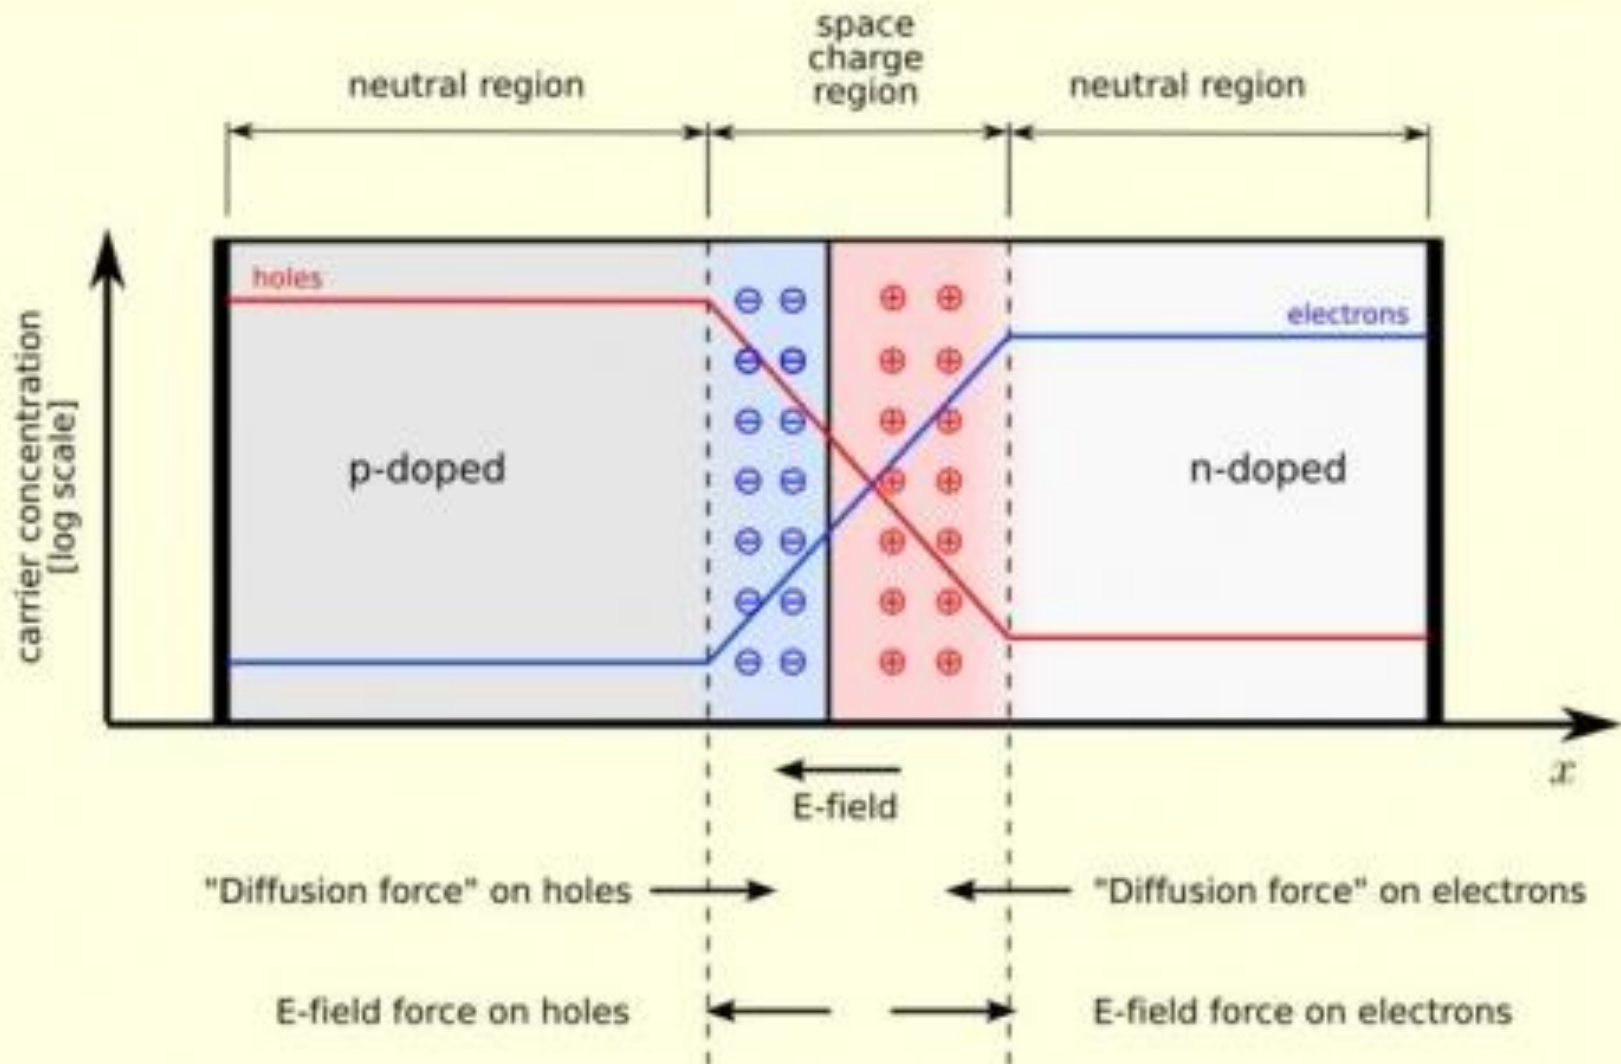 space
charge
region
neutral region
neutral region
holes
electrons
p-doped
n-doped
carrier concentration
[log scale]
x
E-field
"Diffusion force" on holes
"Diffusion force" on electrons
E-field force on holes
E-field force on electrons